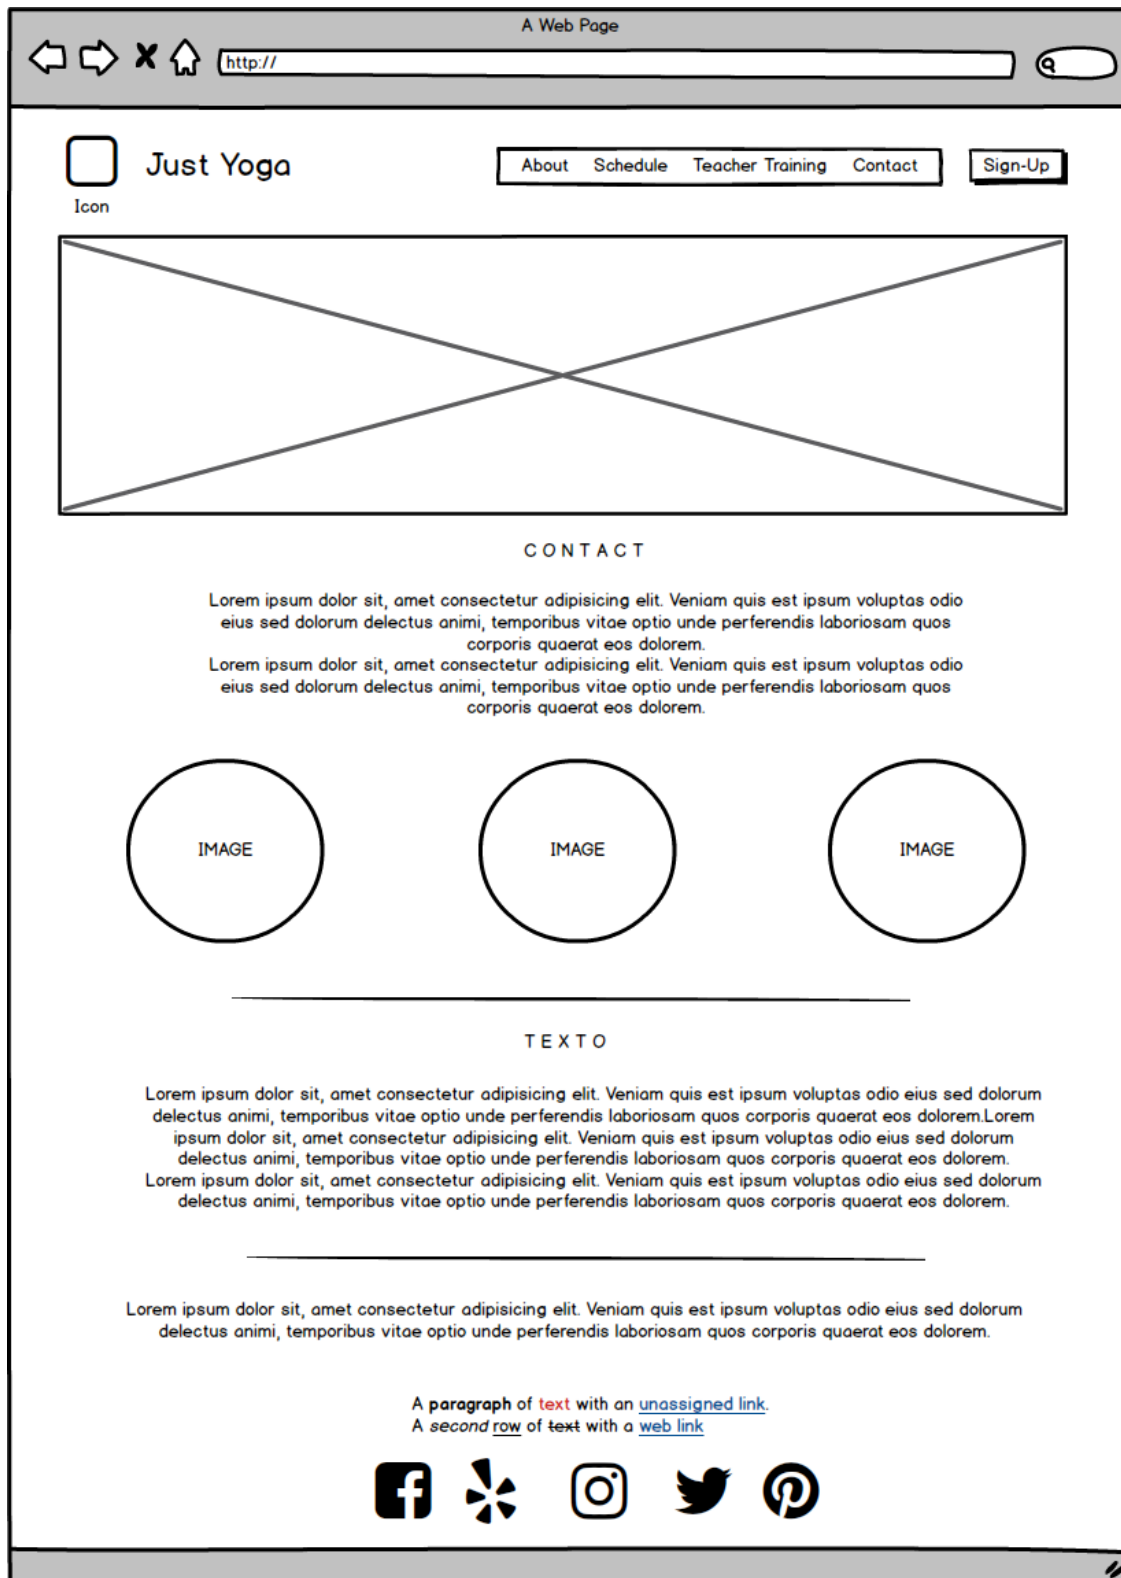 A Web Page
http://
Just Yoga
About Schedule Teacher Training Contact
Sign-Up
Icon
CONTACT
Lorem ipsum dolor sit, amet consectetur adipisicing elit. Veniam quis est ipsum voluptas odio
eius sed dolorum delectus animi, temporibus vitae optio unde perferendis laboriosam quos
corporis quaerat eos dolorem.
Lorem ipsum dolor sit, amet consectetur adipisicing elit. Veniam quis est ipsum voluptas odio
eius sed dolorum delectus animi, temporibus vitae optio unde perferendis laboriosam quos
corporis quaerat eos dolorem.
IMAGE
IMAGE
IMAGE
TEXTO
Lorem ipsum dolor sit, amet consectetur adipisicing elit. Veniam quis est ipsum voluptas odio eius sed dolorum
delectus animi, temporibus vitae optio unde perferendis laboriosam quos corporis quaerat eos dolorem.Lorem
ipsum dolor sit, amet consectetur adipisicing elit. Veniam quis est ipsum voluptas odio eius sed dolorum
delectus animi, temporibus vitae optio unde perferendis laboriosam quos corporis quaerat eos dolorem.
Lorem ipsum dolor sit, amet consectetur adipisicing elit. Veniam quis est ipsum voluptas odio eius sed dolorum
delectus animi, temporibus vitae optio unde perferendis laboriosam quos corporis quaerat eos dolorem.
Lorem ipsum dolor sit, amet consectetur adipisicing elit. Veniam quis est ipsum voluptas odio eius sed dolorum
delectus animi, temporibus vitae optio unde perferendis laboriosam quos corporis quaerat eos dolorem.
A paragraph of text with an unassigned link.
A second row of text with a web link